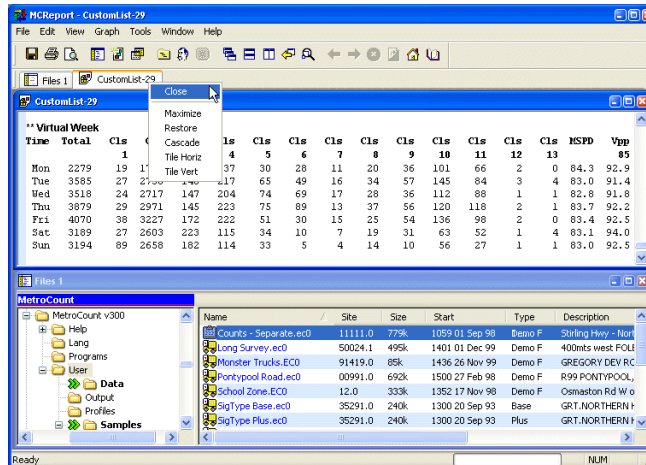 MCReport - CustomList-29
File Edit View Graph Tools Window Help
Files 1 CustomList-29
Close
Maximize
Restore
Cascade
Tile Horiz
Tile Vert
CustomList-29
** Virtual Week
Time Total Cls Cls Cls Cls Cls Cls Cls Cls Cls Cls MSPD Vpp
1 4 5 6 7 8 9 10 11 12 13 85
Mon 2279 19 37 30 28 11 20 36 101 66 2 0 84.3 92.9
Tue 3585 27 217 65 49 16 34 57 145 84 3 4 83.0 91.4
Wed 3518 24 2717 147 204 74 69 17 28 36 112 88 1 1 82.8 91.8
Thu 3879 29 2971 145 223 75 89 13 37 56 120 118 2 1 83.7 92.2
Fri 4070 38 3227 172 222 51 30 15 25 54 136 98 2 0 83.4 92.5
Sat 3189 27 2603 223 115 34 10 7 19 31 63 52 1 4 83.1 94.0
Sun 3194 89 2658 182 114 33 5 4 14 10 56 27 1 1 83.0 92.5
Files 1
MetroCount
MetroCount v300
Help
Lang
Programs
User
Data
Output
Profiles
Samples
Name Site Size Start Type Description
Counts - Separate.ec0 11111.0 779k 1059 01 Sep 98 Demo F Stirling Hwy - Nort
Long Survey.ec0 50024.1 495k 1401 01 Dec 99 Demo F 400mts west FOLE
Monster Trucks.EC0 91419.0 85k 1436 26 Nov 99 Demo F GREGORY DEV RC
Pontypool Road.ec0 00991.0 692k 1500 27 Feb 98 Demo F R99 PONTYPOOL,
School Zone.EC0 12.0 333k 1352 17 Nov 98 Demo F Osmaston Rd W o
SigType Base.ec0 35291.0 240k 1300 20 Sep 93 Base GRT.NORTHERN H
SigType Plus.ec0 35291.0 240k 1300 20 Sep 93 Plus GRT.NORTHERN H
Ready NUM